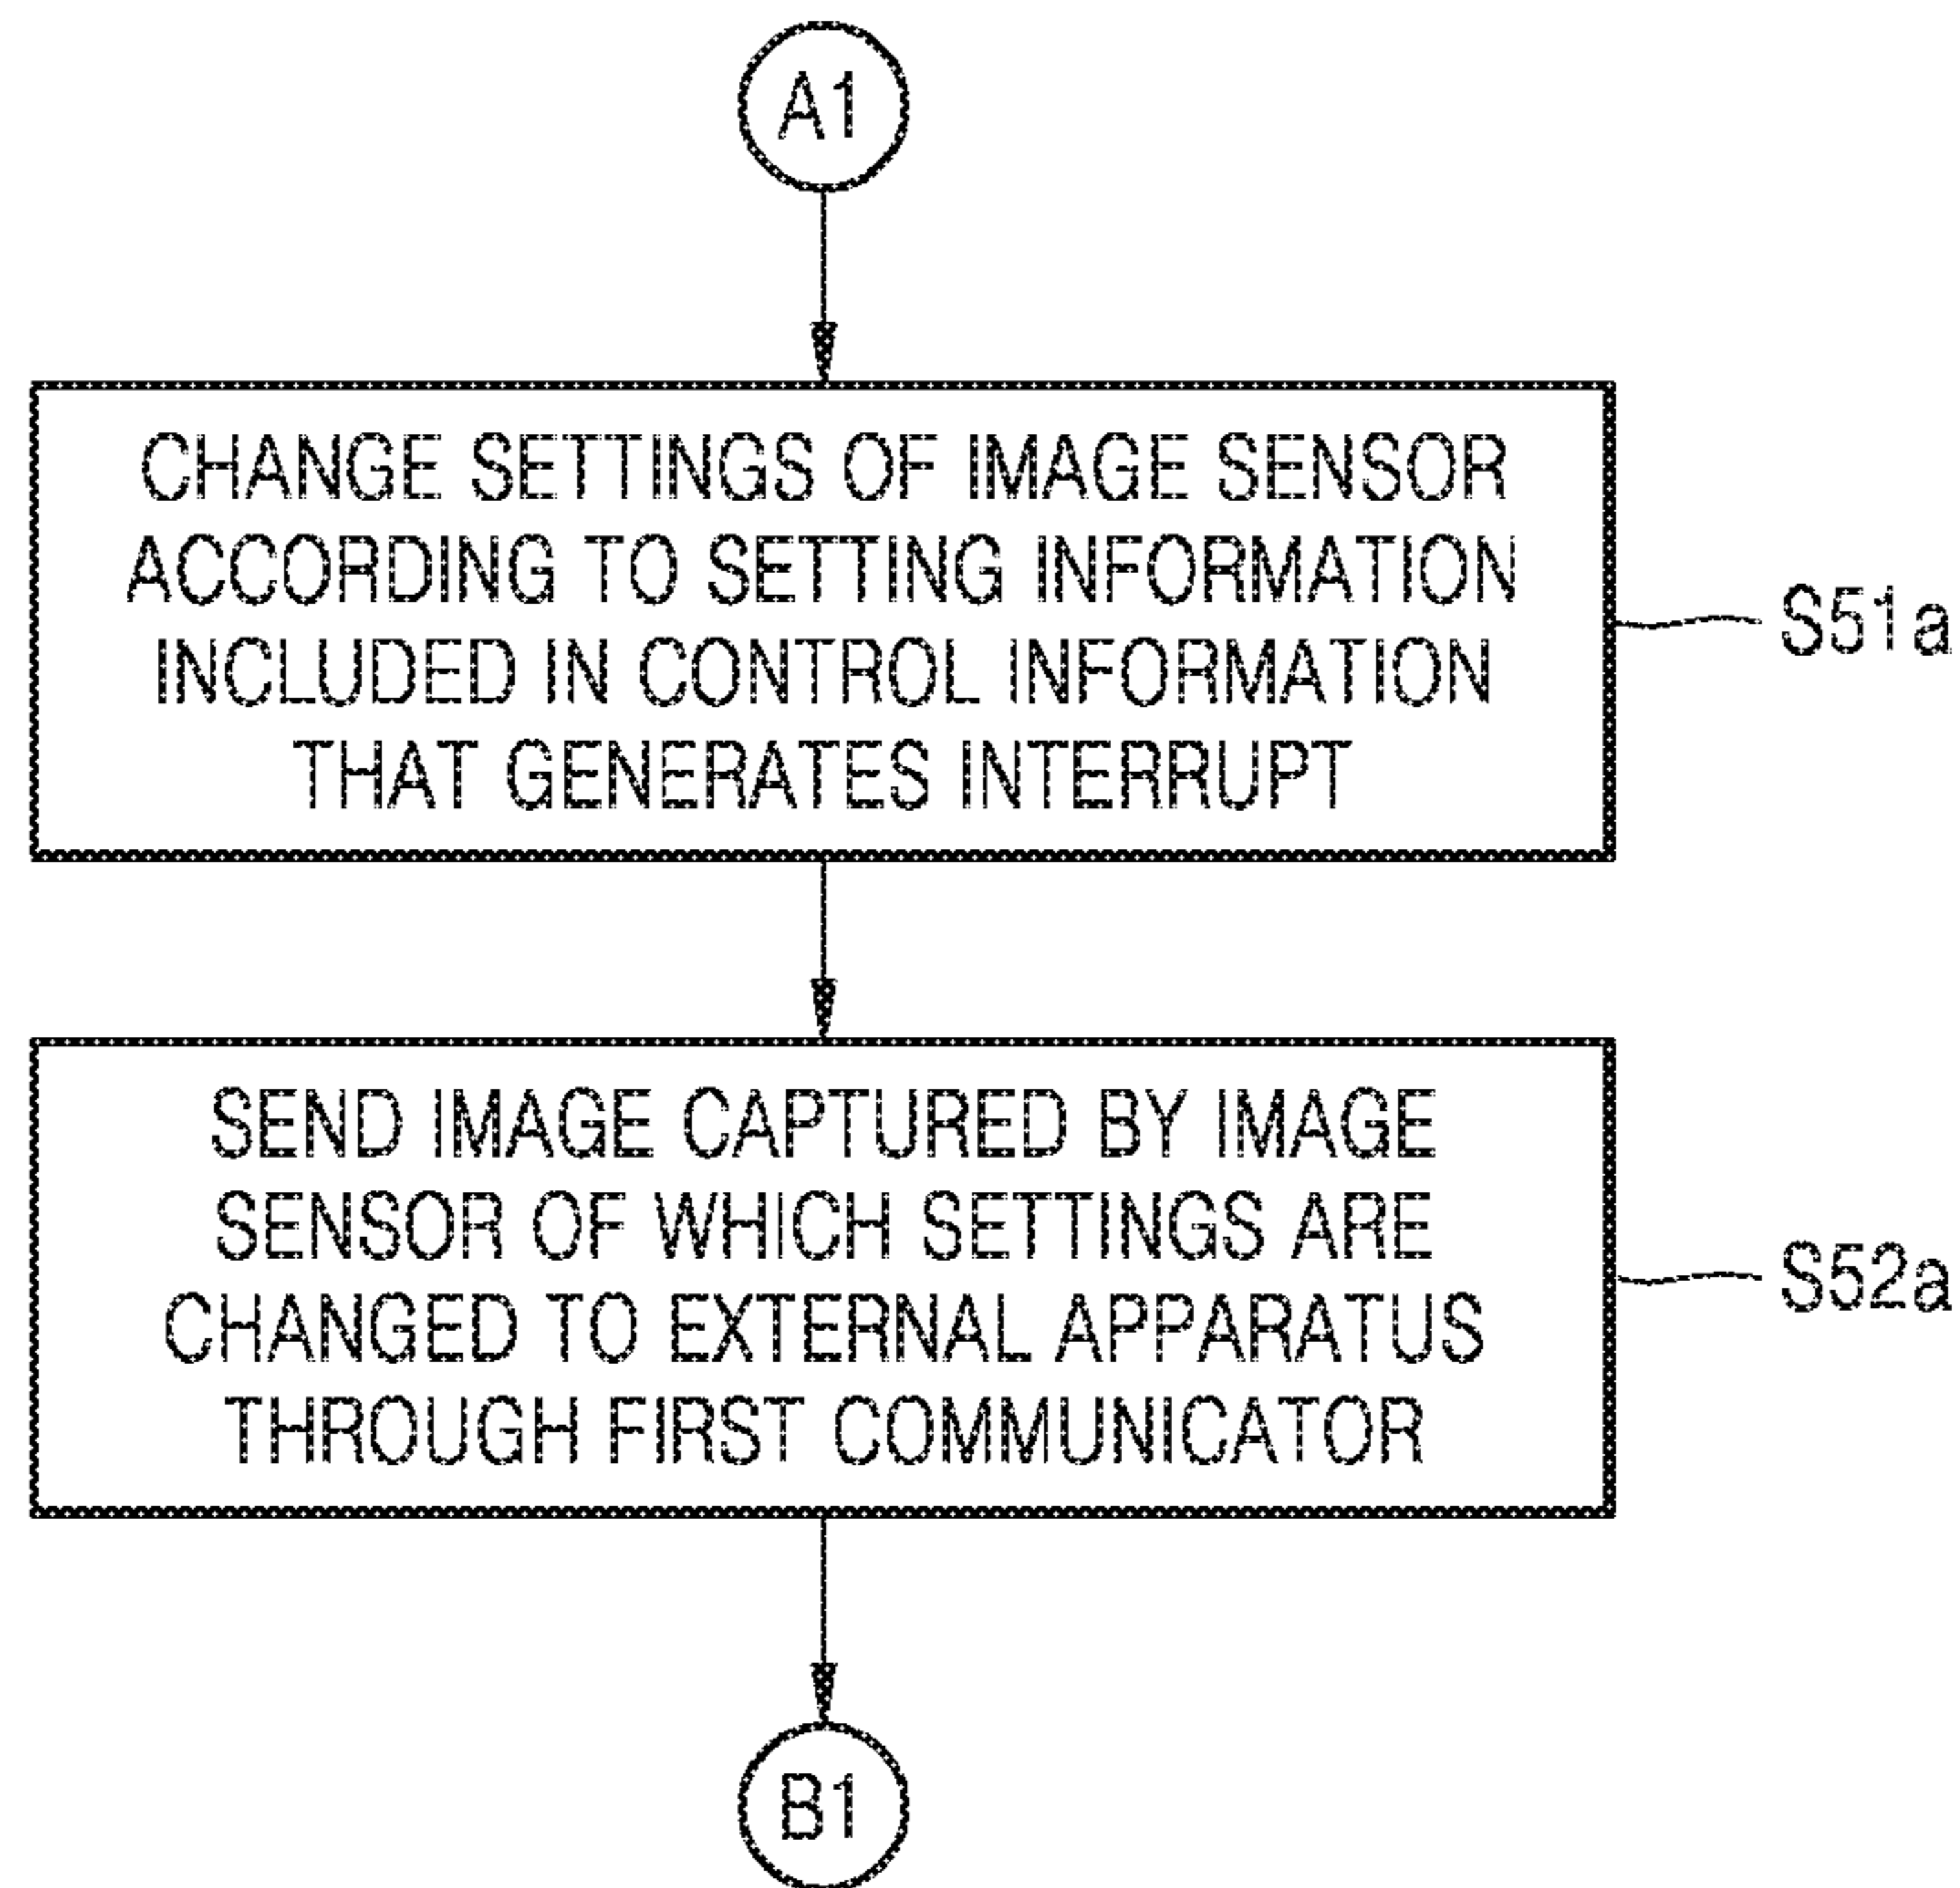 A1
CHANGE SETTINGS OF IMAGE SENSOR
ACCORDING TO SETTING INFORMATION
INCLUDED IN CONTROL INFORMATION
THAT GENERATES INTERRUPT
S51a
SEND IMAGE CAPTURED BY IMAGE
SENSOR OF WHICH SETTINGS ARE
CHANGED TO EXTERNAL APPARATUS
THROUGH FIRST COMMUNICATOR
S52a
B1